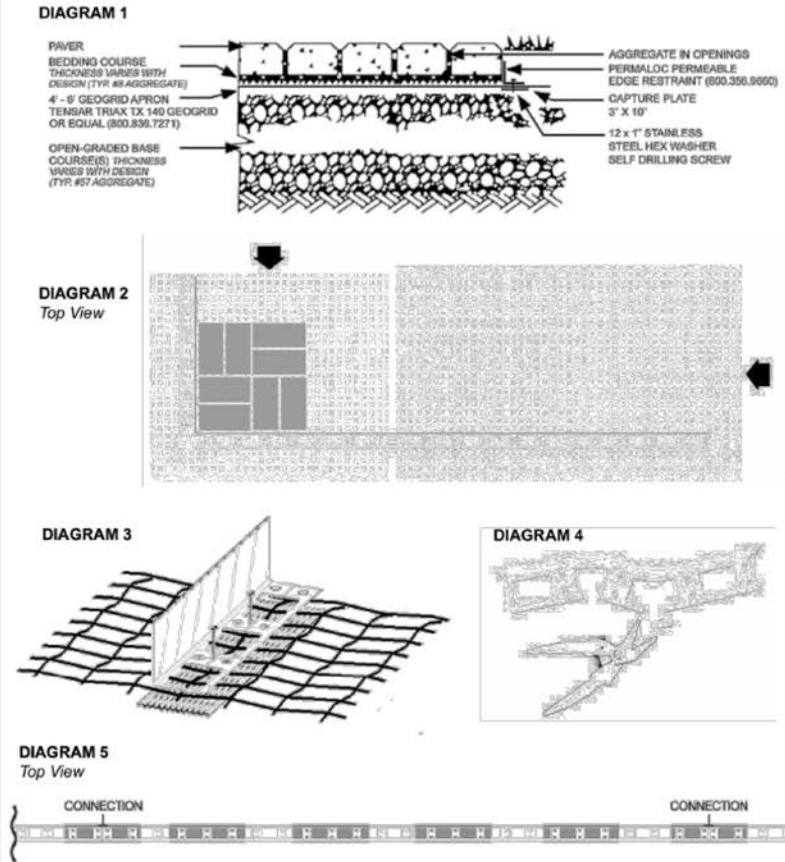 DIAGRAM 1
PAVER
BEDDING COURSE
THICKNESS VARIES WITH
DESIGN (TYP. #8 AGGREGATE)
4' - 6' GEOGRID APRON
TENSAR TRIAX TX 140 GEOGRID
OR EQUAL (800.836.7271)
OPEN-GRADED BASE
COURSE(S) THICKNESS
VARIES WITH DESIGN
(TYP. #57 AGGREGATE)
AGGREGATE IN OPENINGS
PERMALOC PERMEABLE
EDGE RESTRAINT (800.356.9660)
CAPTURE PLATE
3" X 10"
12 x 1" STAINLESS
STEEL HEX WASHER
SELF DRILLING SCREW
DIAGRAM 2
Top View
DIAGRAM 3
DIAGRAM 4
DIAGRAM 5
Top View
CONNECTION
CONNECTION